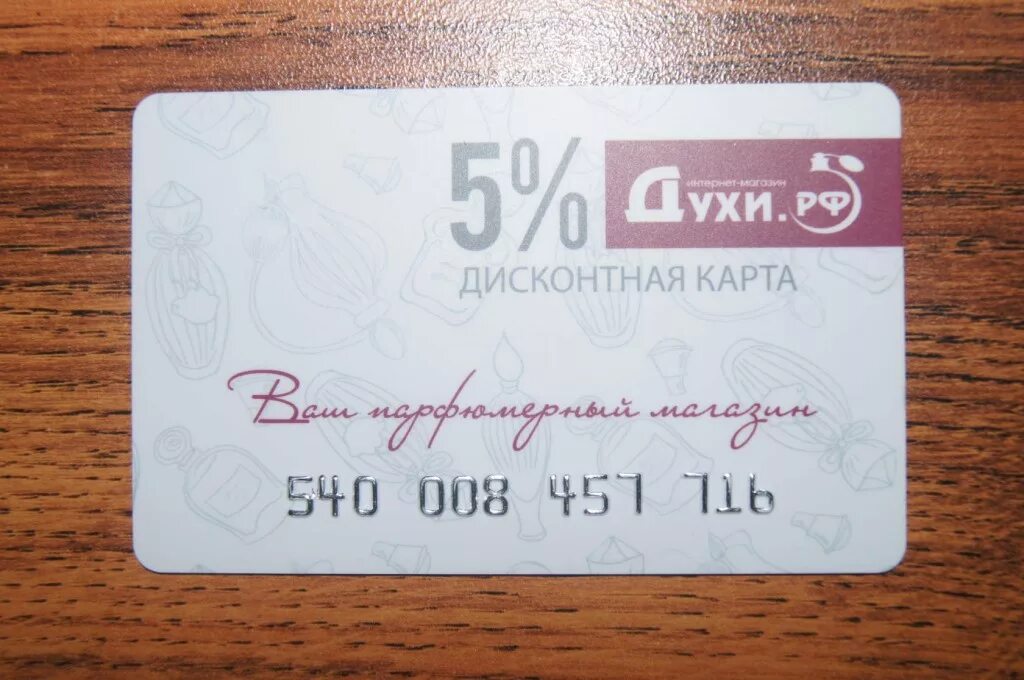 5%
интернет-магазин
Духи.рф
ДИСКОНТНАЯ КАРТА
Ваш парфюмерный магазин
540 008 457 716